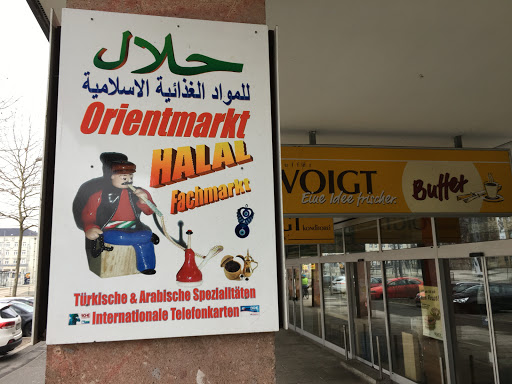 حلال
للمواد الغذائية الاسلامية
Orientmarkt
HALAL
Fachmarkt
Türkische & Arabische Spezialitäten
Internationale Telefonkarten
VOIGT
Eine Idee frischer.
Buffet